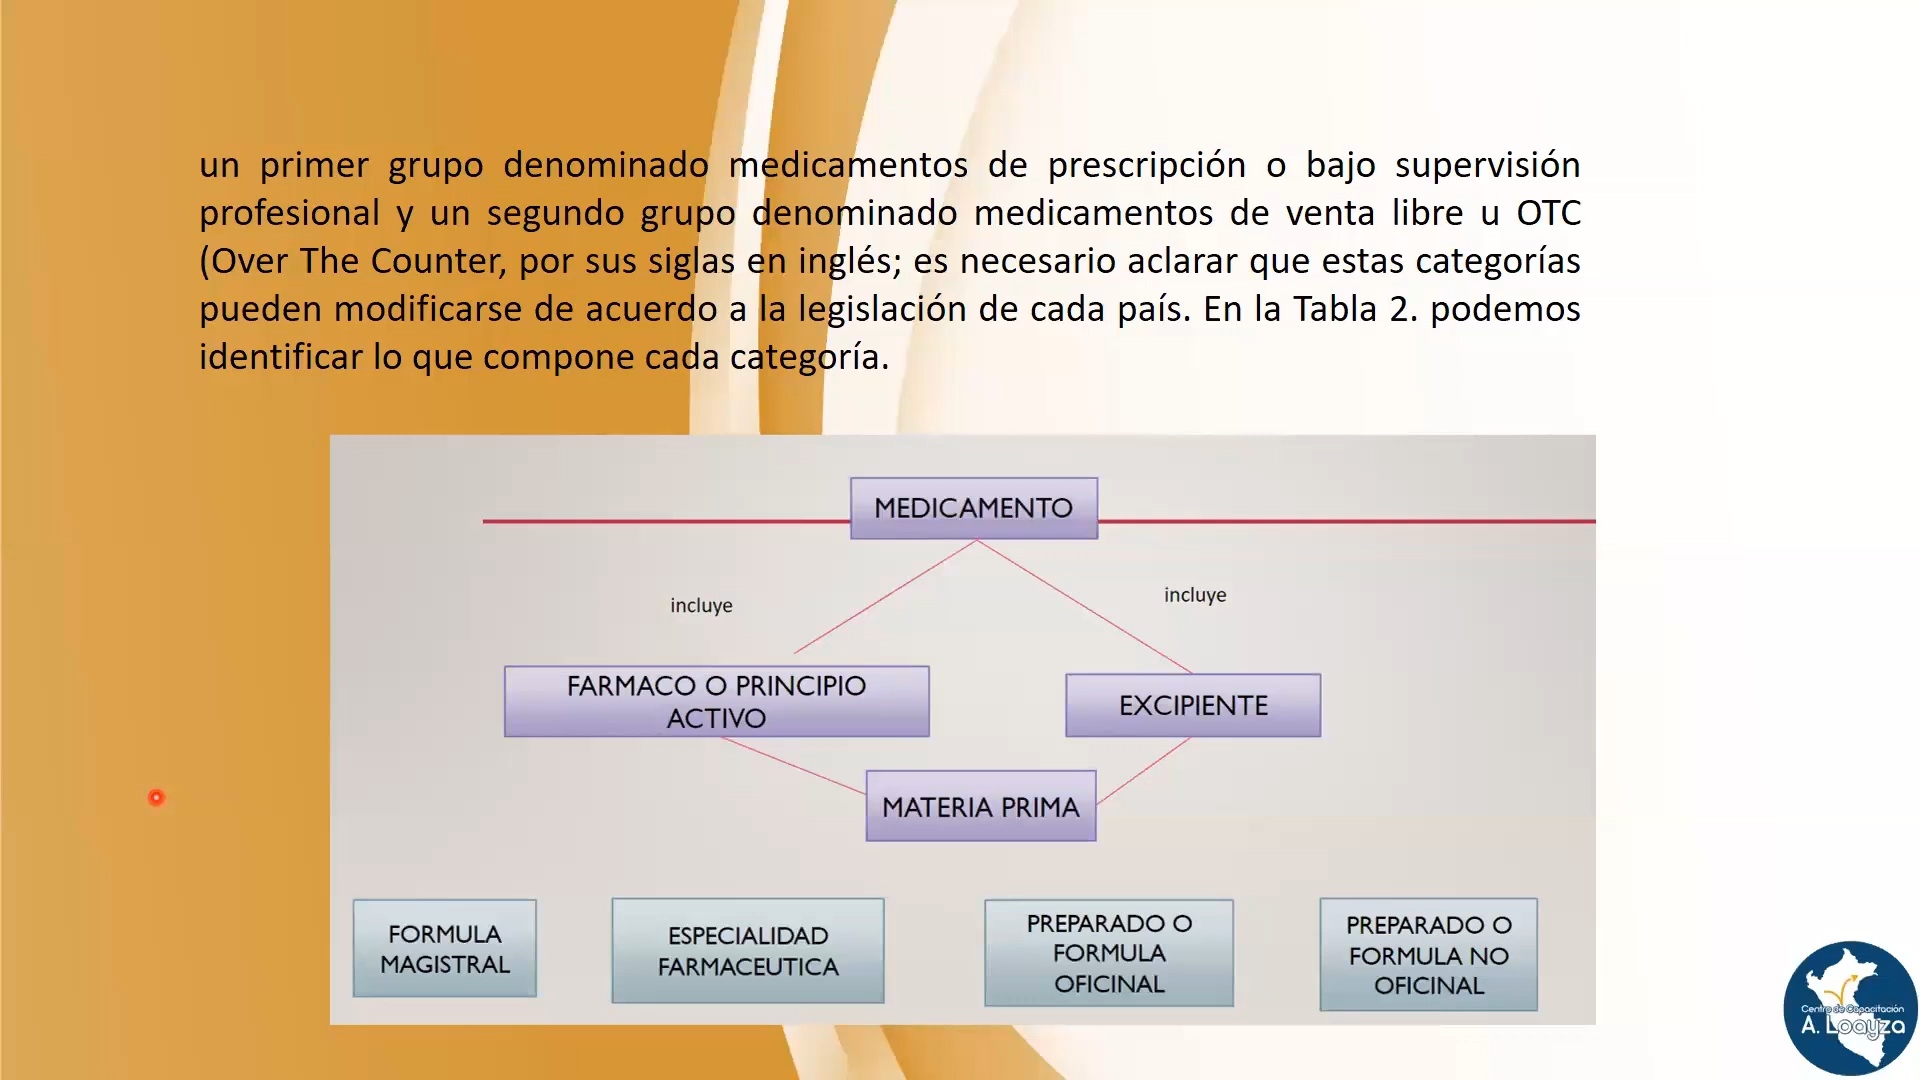 un primer grupo denominado medicamentos de prescripción o bajo supervisión
profesional y un segundo grupo denominado medicamentos de venta libre u OTC
(Over The Counter, por sus siglas en inglés; es necesario aclarar que estas categorías
pueden modificarse de acuerdo a la legislación de cada país. En la Tabla 2. podemos
identificar lo que compone cada categoría.
MEDICAMENTO
incluye
incluye
FARMACO O PRINCIPIO
ACTIVO
EXCIPIENTE
MATERIA PRIMA
FORMULA
MAGISTRAL
ESPECIALIDAD
FARMACEUTICA
PREPARADO O
FORMULA
OFICINAL
PREPARADO O
FORMULA NO
OFICINAL
Centro de Capacitación
A. Loayza